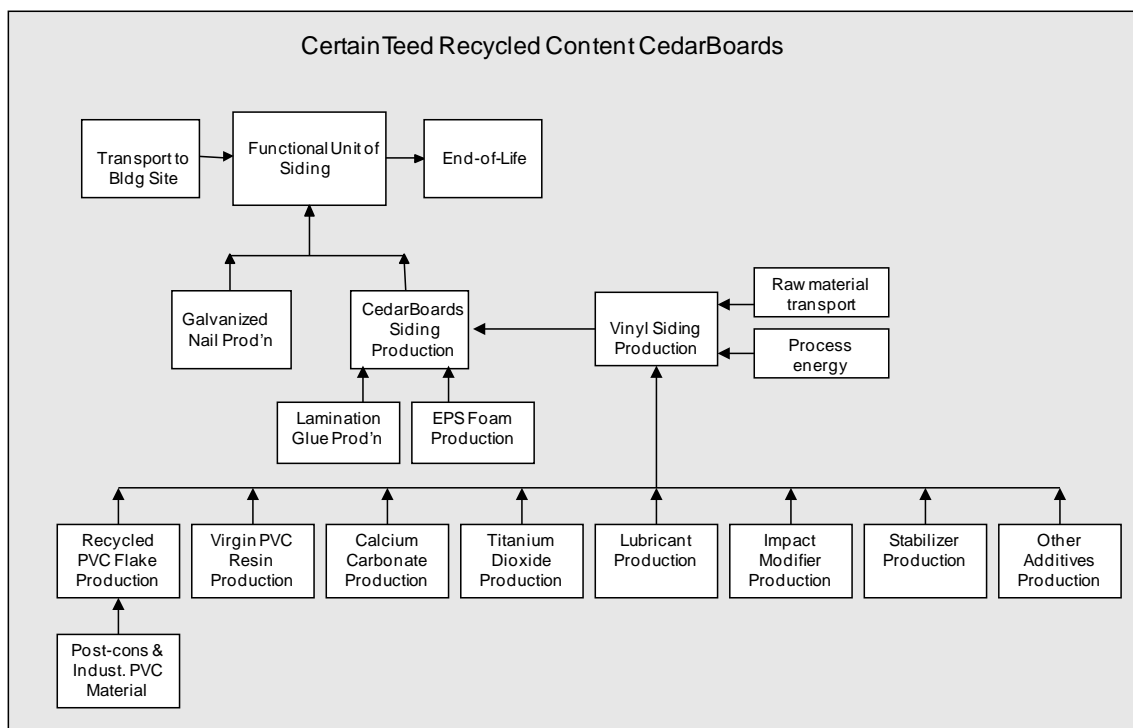 CertainTeed Recycled Content CedarBoards
Transport to
Bldg Site
Functional Unit of
Siding
End-of-Life
Galvanized
Nail Prod'n
CedarBoards
Siding
Production
Vinyl Siding
Production
Raw material
transport
Process
energy
Lamination
Glue Prod'n
EPS Foam
Production
Recycled
PVC Flake
Production
Virgin PVC
Resin
Production
Calcium
Carbonate
Production
Titanium
Dioxide
Production
Lubricant
Production
Impact
Modifier
Production
Stabilizer
Production
Other
Additives
Production
Post-cons &
Indust. PVC
Material